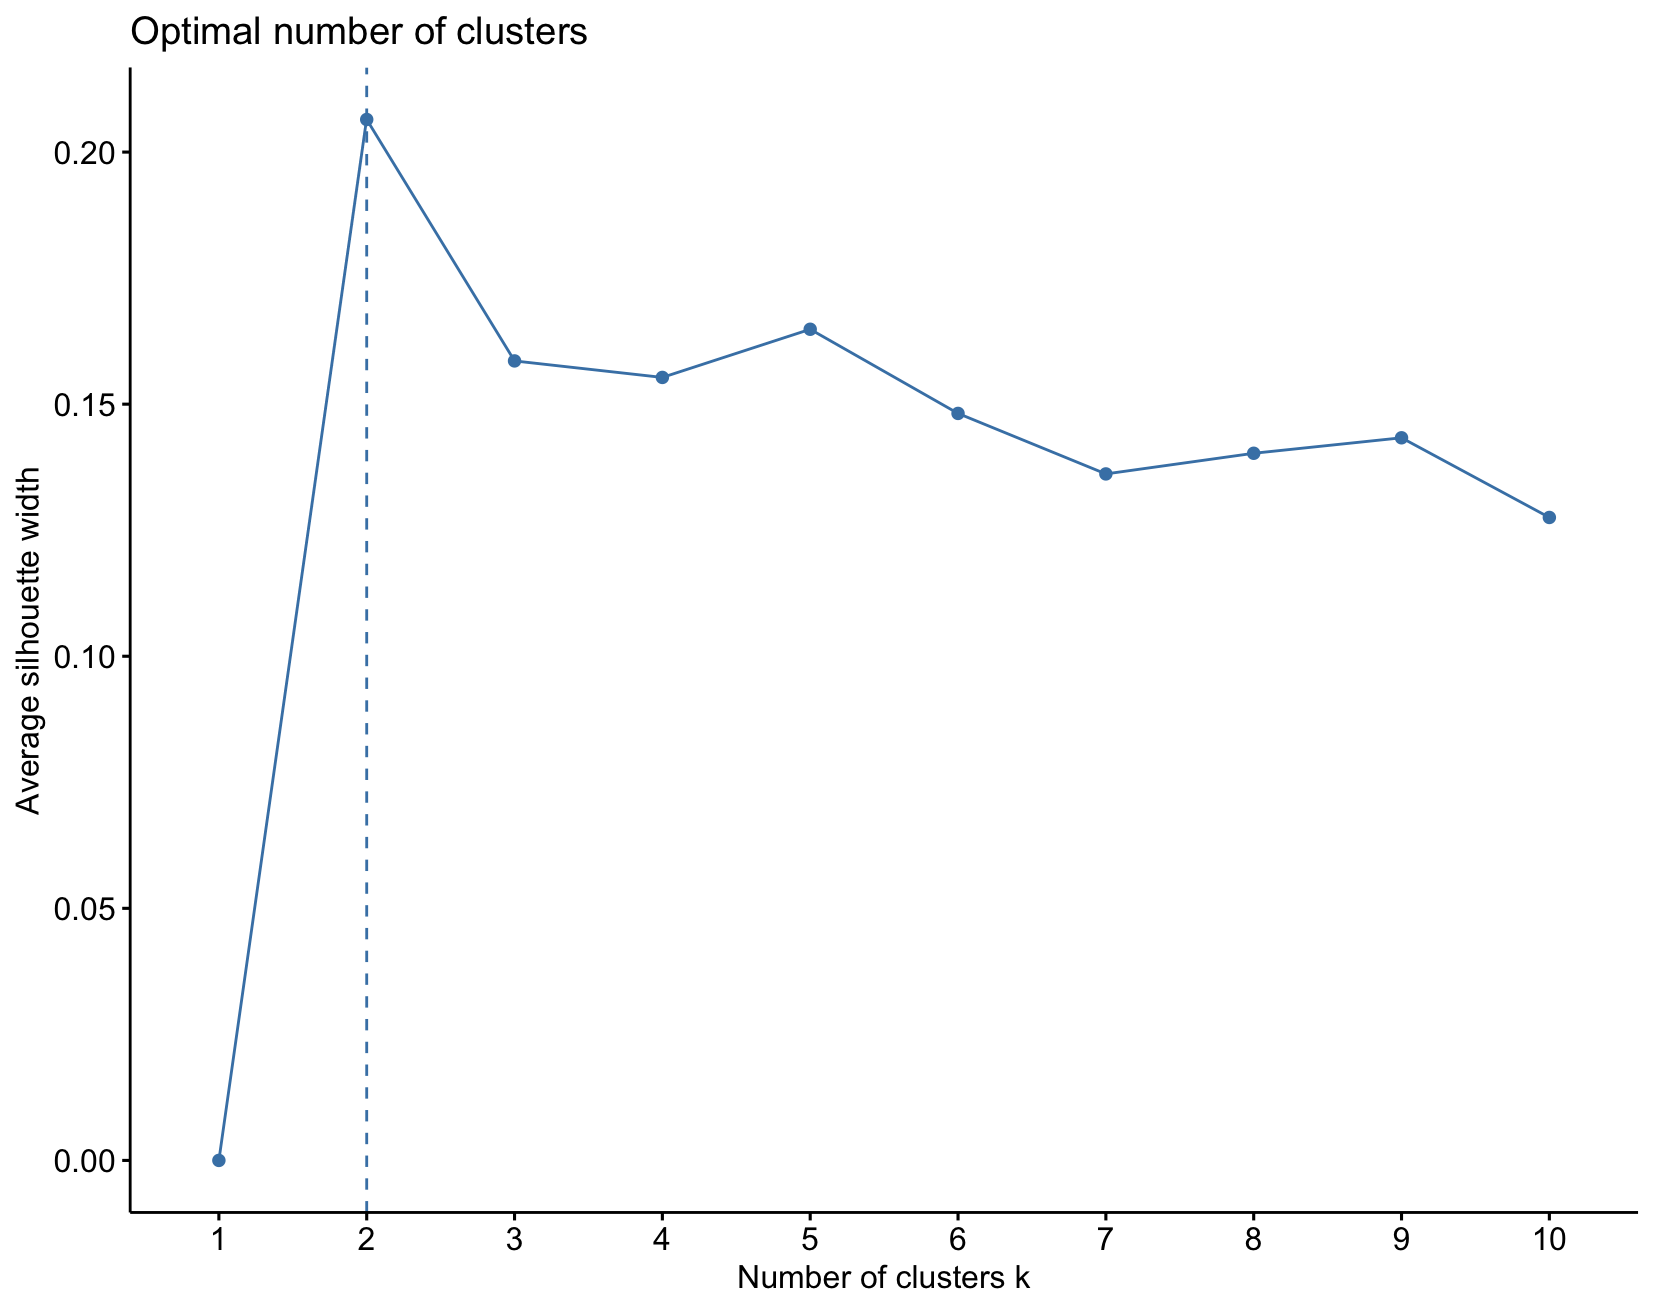 Optimal number of clusters
0.20
0.15
0.10
0.05
0.00
Average silhouette width
1 2 3 4 5 6 7 8 9 10
Number of clusters k